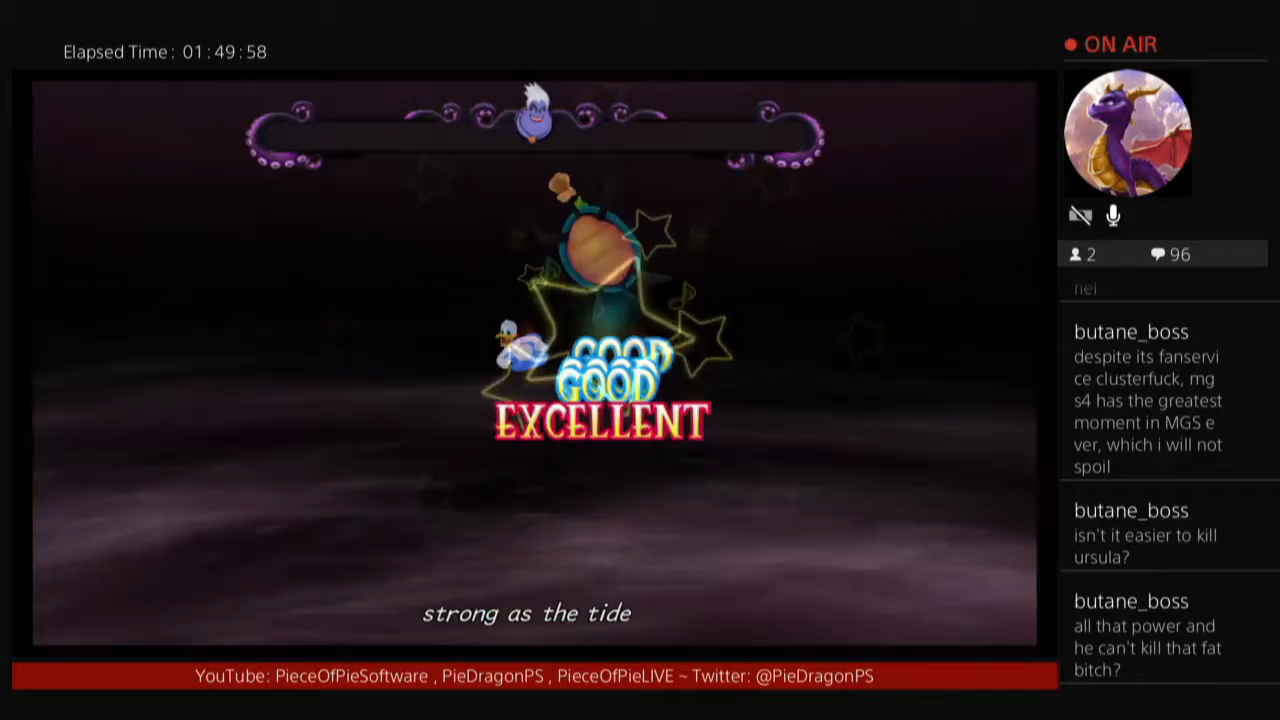 Elapsed Time: 01:49:58
ON AIR
2
96
butane_boss
despite its fanservi
ce clusterfuck, mg
s4 has the greatest
moment in MGS e
ver, which i will not
spoil
butane_boss
isn't it easier to kill
ursula?
butane_boss
all that power and
he can't kill that fat
bitch?
GOOD
GOOD
EXCELLENT
strong as the tide
YouTube: PieceOfPieSoftware , PieDragonPS , PieceOfPieLIVE ~ Twitter: @PieDragonPS